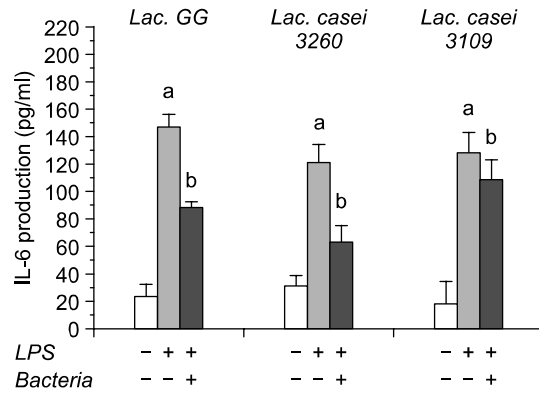 Lac. GG Lac. casei Lac. casei
3260 3109
IL-6 production (pg/ml)
220
200
180
160
140
120
100
80
60
40
20
0
a
b
a
b
a
b
LPS − + + − + + − + +
Bacteria − − + − − + − − +